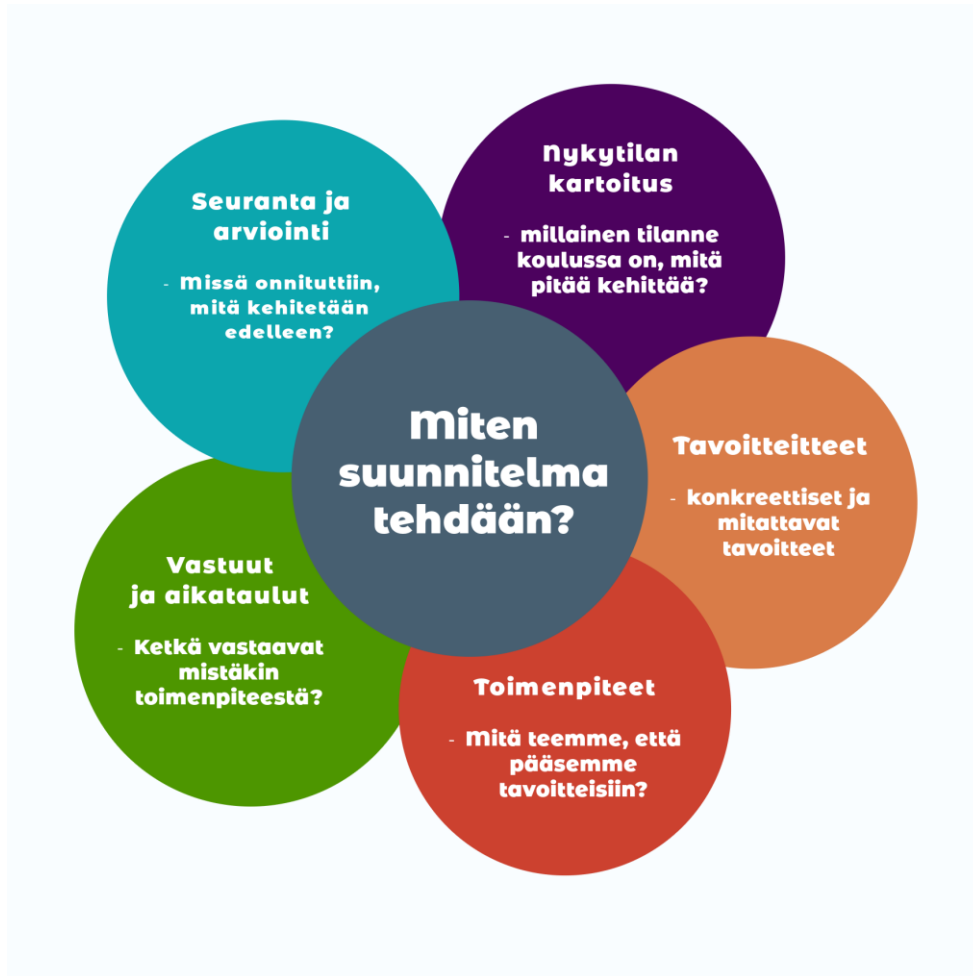 Miten
suunnitelma
tehdään?
Nykytilan
kartoitus
- millainen tilanne
koulussa on, mitä
pitää kehittää?
Tavoitteitteet
- konkreettiset ja
mitattavat
tavoitteet
Toimenpiteet
- Mitä teemme, että
pääsemme
tavoitteisiin?
Vastuut
ja aikataulut
- Ketkä vastaavat
mistäkin
toimenpiteestä?
Seuranta ja
arviointi
- Missä onnituttiin,
mitä kehitetään
edelleen?